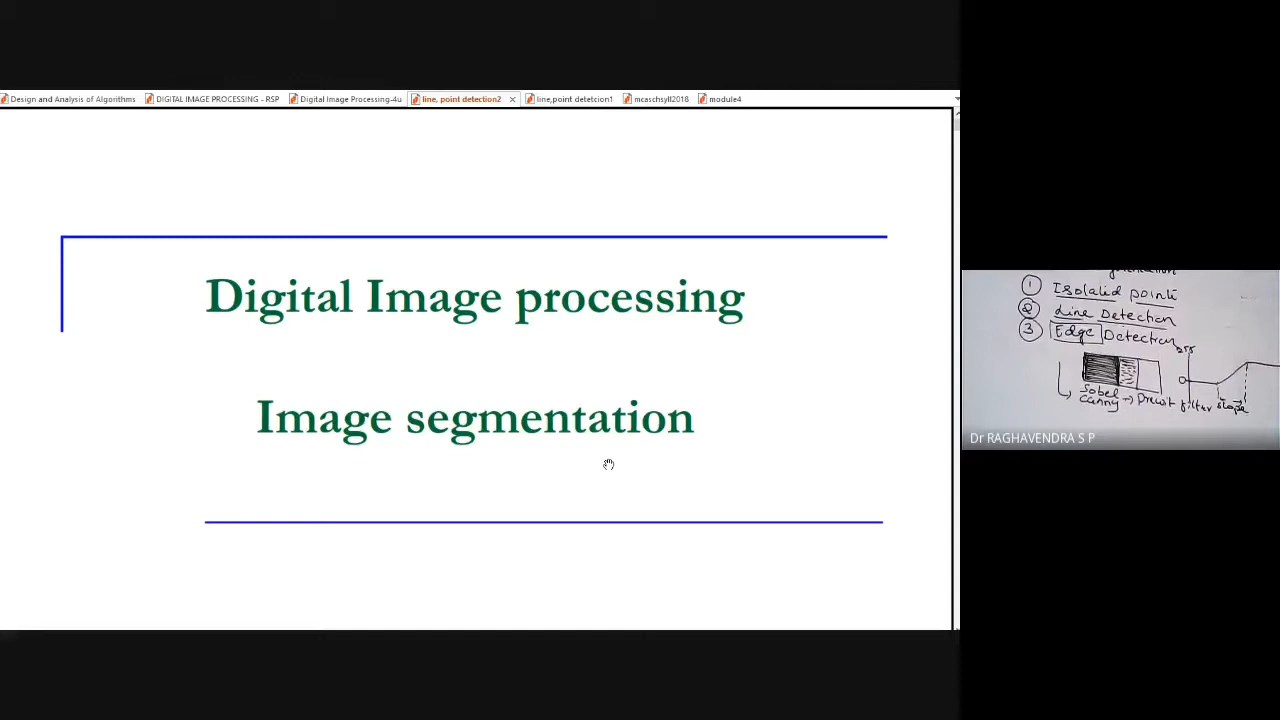 Design and Analysis of Algorithms
DIGITAL IMAGE PROCESSING - RSP
Digital Image Processing-4u
line, point detection2
line,point detetcion1
mcaschsyll2018
module4
Digital Image processing
Image segmentation
1 Isolated points
2 Line Detection
3 Edge Detection
255
Sobel
Canny → Prewit filter slope
Dr RAGHAVENDRA S P